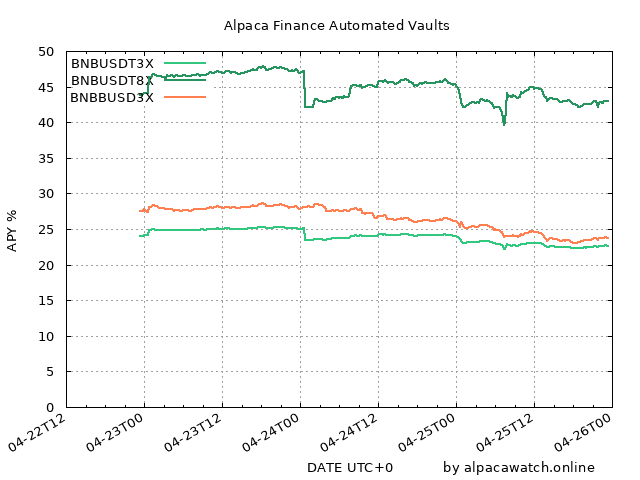 Alpaca Finance Automated Vaults
50
45
40
35
30
25
20
15
10
5
0
APY %
BNBUSDT3X
BNBUSDT8X
BNBBUSD3X
04-22T12
04-23T00
04-23T12
04-24T00
04-24T12
04-25T00
04-25T12
04-26T00
DATE UTC+0
by alpacawatch.online